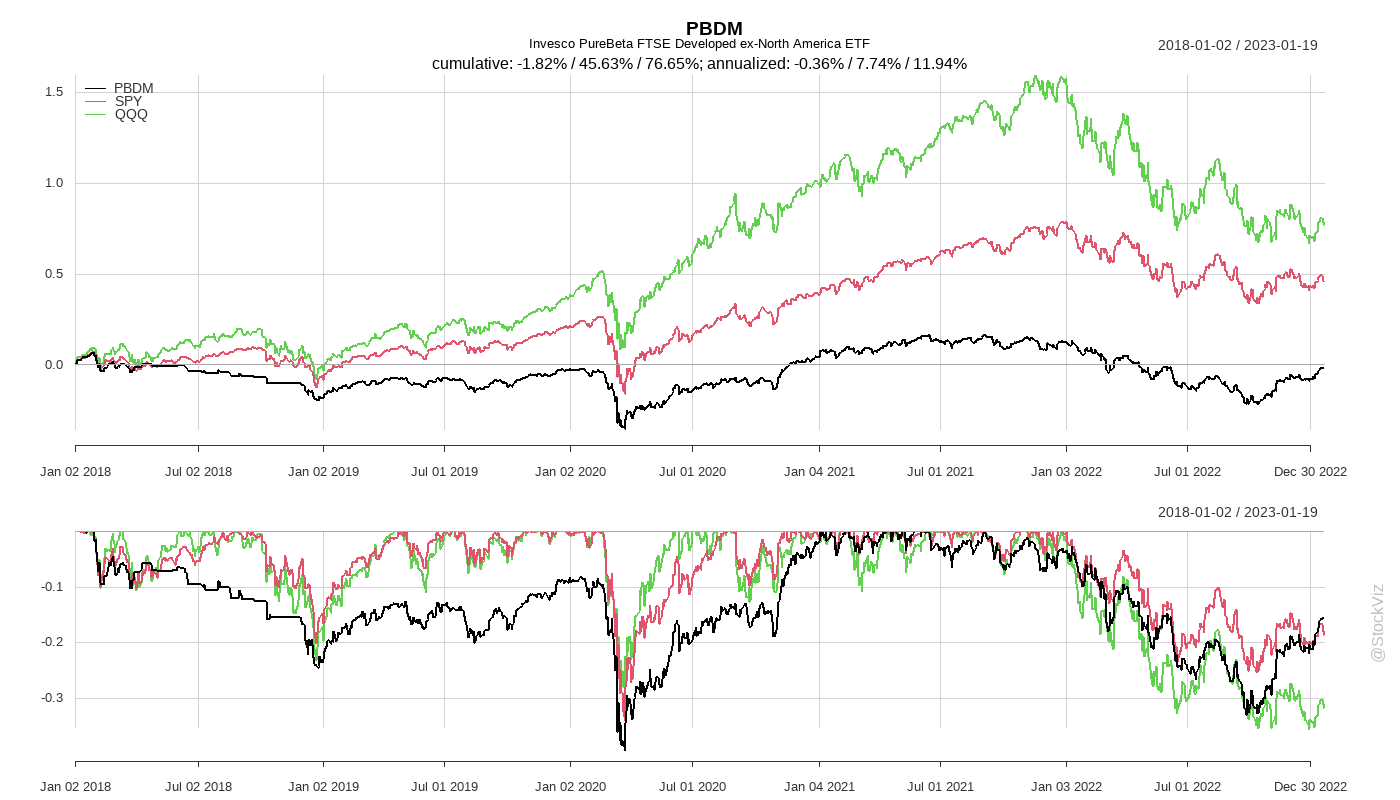 PBDM
Invesco PureBeta FTSE Developed ex-North America ETF
2018-01-02 / 2023-01-19
cumulative: -1.82% / 45.63% / 76.65%; annualized: -0.36% / 7.74% / 11.94%
PBDM
SPY
QQQ
1.5
1.0
0.5
0.0
Jan 02 2018 Jul 02 2018 Jan 02 2019 Jul 01 2019 Jan 02 2020 Jul 01 2020 Jan 04 2021 Jul 01 2021 Jan 03 2022 Jul 01 2022 Dec 30 2022
2018-01-02 / 2023-01-19
-0.1
-0.2
-0.3
Jan 02 2018 Jul 02 2018 Jan 02 2019 Jul 01 2019 Jan 02 2020 Jul 01 2020 Jan 04 2021 Jul 01 2021 Jan 03 2022 Jul 01 2022 Dec 30 2022
@StockViz